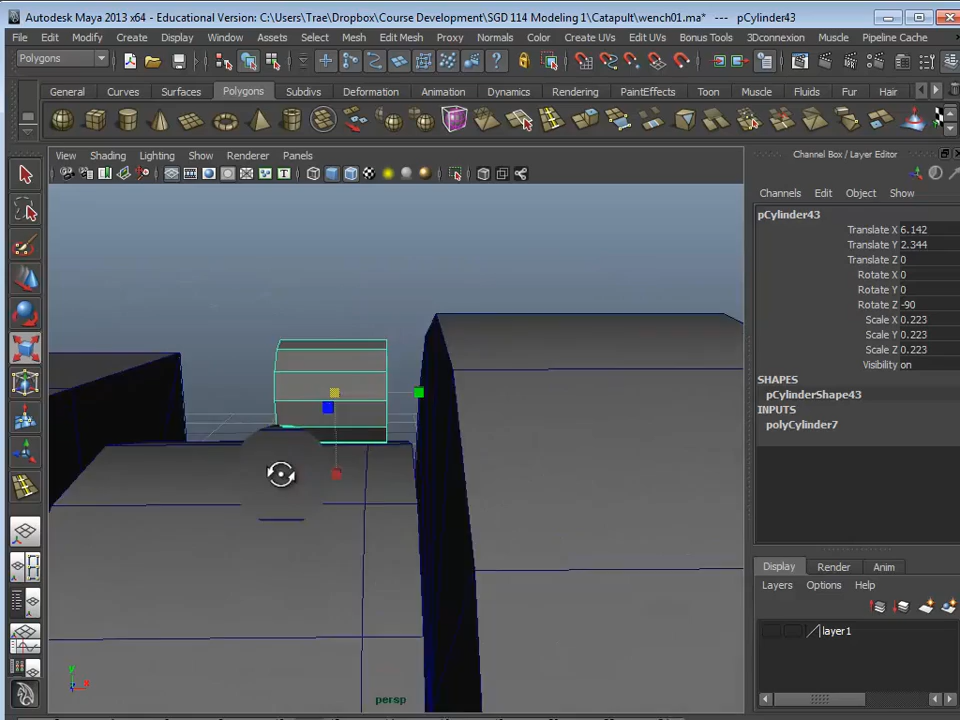 Autodesk Maya 2013 x64 - Educational Version: C:\Users\Trae\Dropbox\Course Development\SGD 114 Modeling 1\Catapult\wench01.ma* --- pCylinder43
File Edit Modify Create Display Window Assets Select Mesh Edit Mesh Proxy Normals Color Create UVs Edit UVs Bonus Tools 3Dconnexion Muscle Pipeline Cache
Polygons
General Curves Surfaces Polygons Subdivs Deformation Animation Dynamics Rendering PaintEffects Toon Muscle Fluids Fur Hair
View Shading Lighting Show Renderer Panels
Channel Box / Layer Editor
Channels Edit Object Show
pCylinder43
Translate X 6.142
Translate Y 2.344
Translate Z 0
Rotate X 0
Rotate Y 0
Rotate Z -90
Scale X 0.223
Scale Y 0.223
Scale Z 0.223
Visibility on
SHAPES
pCylinderShape43
INPUTS
polyCylinder7
Display Render Anim
Layers Options Help
layer1
y
x
persp